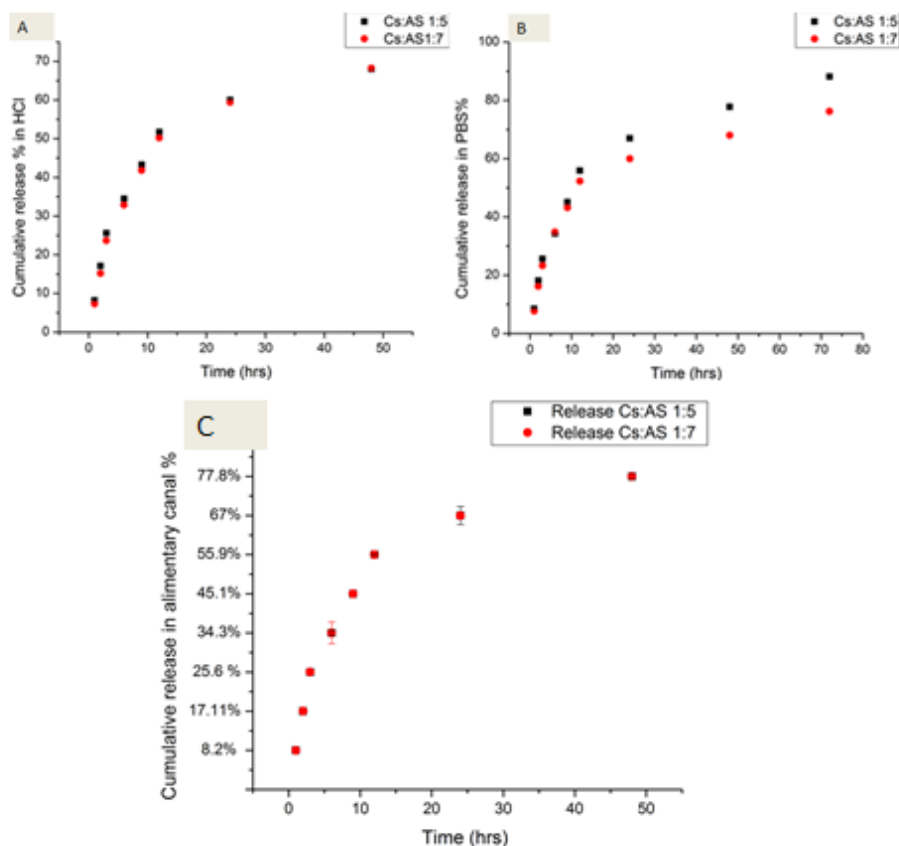 A
Cs:AS 1:5
Cs:AS1:7
Cumulative release % in HCl
70
60
50
40
30
20
10
0
0 10 20 30 40 50
Time (hrs)
B
Cs:AS 1:5
Cs:AS 1:7
Cumulative release in PBS%
100
80
60
40
20
0
0 10 20 30 40 50 60 70 80
Time (hrs)
C
Release Cs:AS 1:5
Release Cs:AS 1:7
Cumulative release in alimentary canal %
77.8%
67%
55.9%
45.1%
34.3%
25.6%
17.11%
8.2%
0 10 20 30 40 50
Time (hrs)